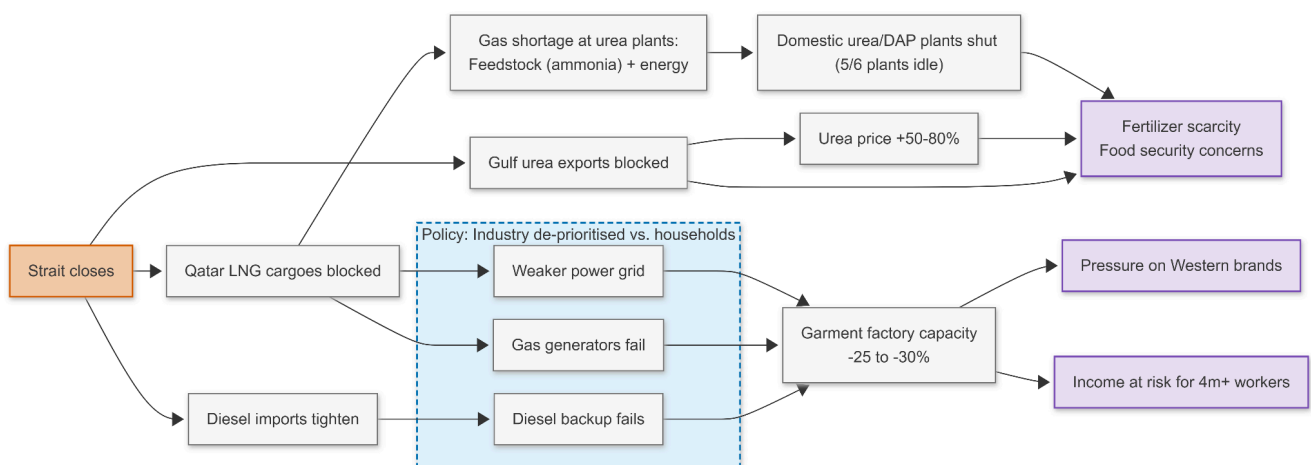 Gas shortage at urea plants:
Feedstock (ammonia) + energy
Domestic urea/DAP plants shut
(5/6 plants idle)
Urea price +50-80%
Fertilizer scarcity
Food security concerns
Gulf urea exports blocked
Policy: Industry de-prioritised vs. households
Strait closes
Qatar LNG cargoes blocked
Weaker power grid
Pressure on Western brands
Gas generators fail
Garment factory capacity
-25 to -30%
Income at risk for 4m+ workers
Diesel imports tighten
Diesel backup fails